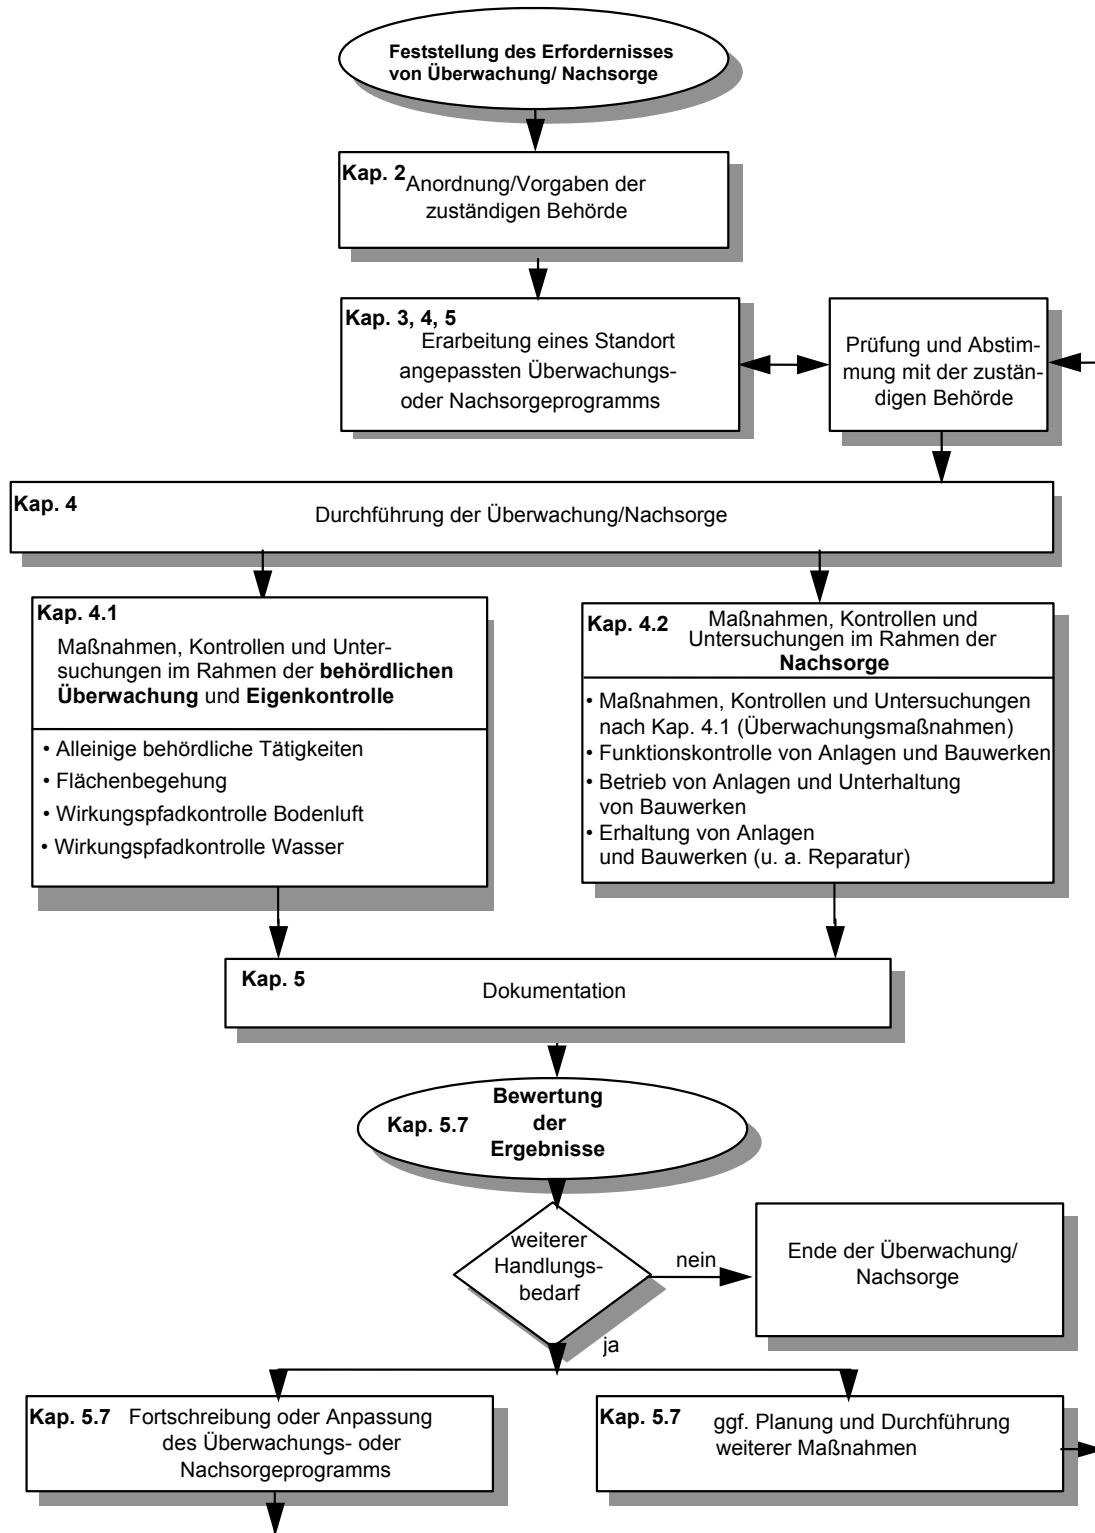 Feststellung des Erfordernisses
von Überwachung/ Nachsorge
Kap. 2 Anordnung/Vorgaben der
zuständigen Behörde
Kap. 3, 4, 5
Erarbeitung eines Standort
angepassten Überwachungs-
oder Nachsorgeprogramms
Prüfung und Abstim-
mung mit der zustän-
digen Behörde
Kap. 4
Durchführung der Überwachung/Nachsorge
Kap. 4.1
Maßnahmen, Kontrollen und Unter-
suchungen im Rahmen der behördlichen
Überwachung und Eigenkontrolle
• Alleinige behördliche Tätigkeiten
• Flächenbegehung
• Wirkungspfadkontrolle Bodenluft
• Wirkungspfadkontrolle Wasser
Kap. 4.2 Maßnahmen, Kontrollen und
Untersuchungen im Rahmen der
Nachsorge
• Maßnahmen, Kontrollen und Untersuchungen
nach Kap. 4.1 (Überwachungsmaßnahmen)
• Funktionskontrolle von Anlagen und Bauwerken
• Betrieb von Anlagen und Unterhaltung
von Bauwerken
• Erhaltung von Anlagen
und Bauwerken (u. a. Reparatur)
Kap. 5
Dokumentation
Bewertung
Kap. 5.7 der
Ergebnisse
weiterer
Handlungs-
bedarf
nein
Ende der Überwachung/
Nachsorge
ja
Kap. 5.7 Fortschreibung oder Anpassung
des Überwachungs- oder
Nachsorgeprogramms
Kap. 5.7 ggf. Planung und Durchführung
weiterer Maßnahmen